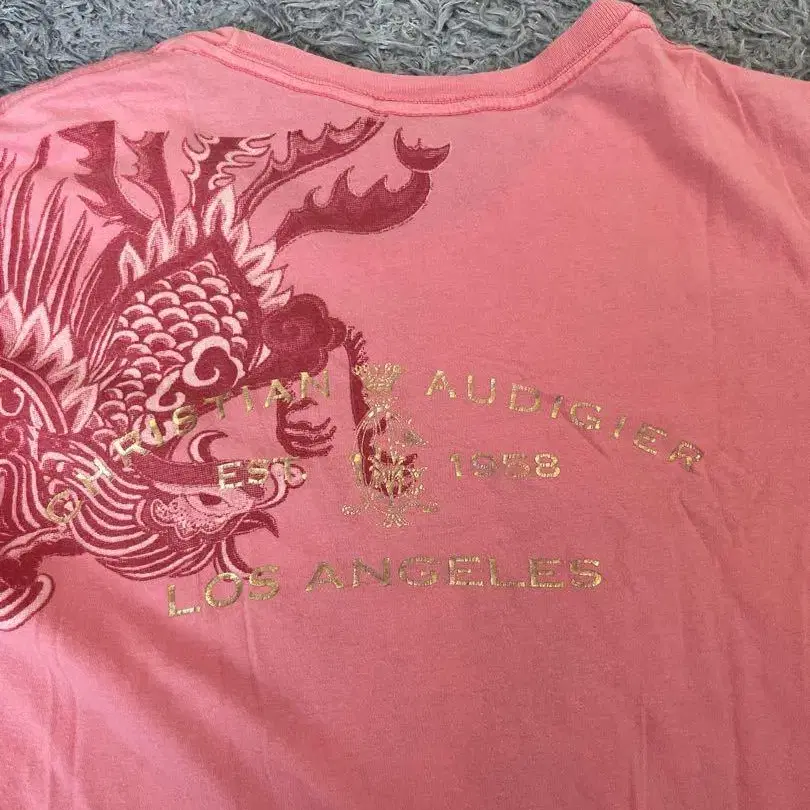 CHRISTIAN AUDIGIER
EST. 1958
LOS ANGELES